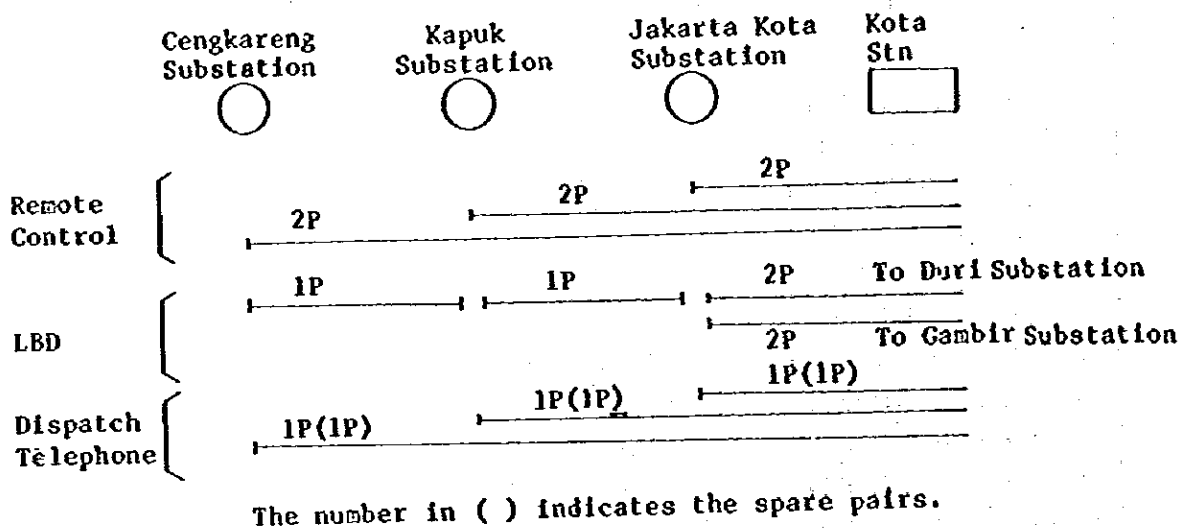 Cengkareng Substation
Kapuk Substation
Jakarta Kota Substation
Kota Stn
Remote Control
2P
2P
2P
LBD
1P
1P
2P To Duri Substation
2P To Gambir Substation
Dispatch Telephone
1P(1P)
1P(1P)
1P(1P)
The number in ( ) indicates the spare pairs.